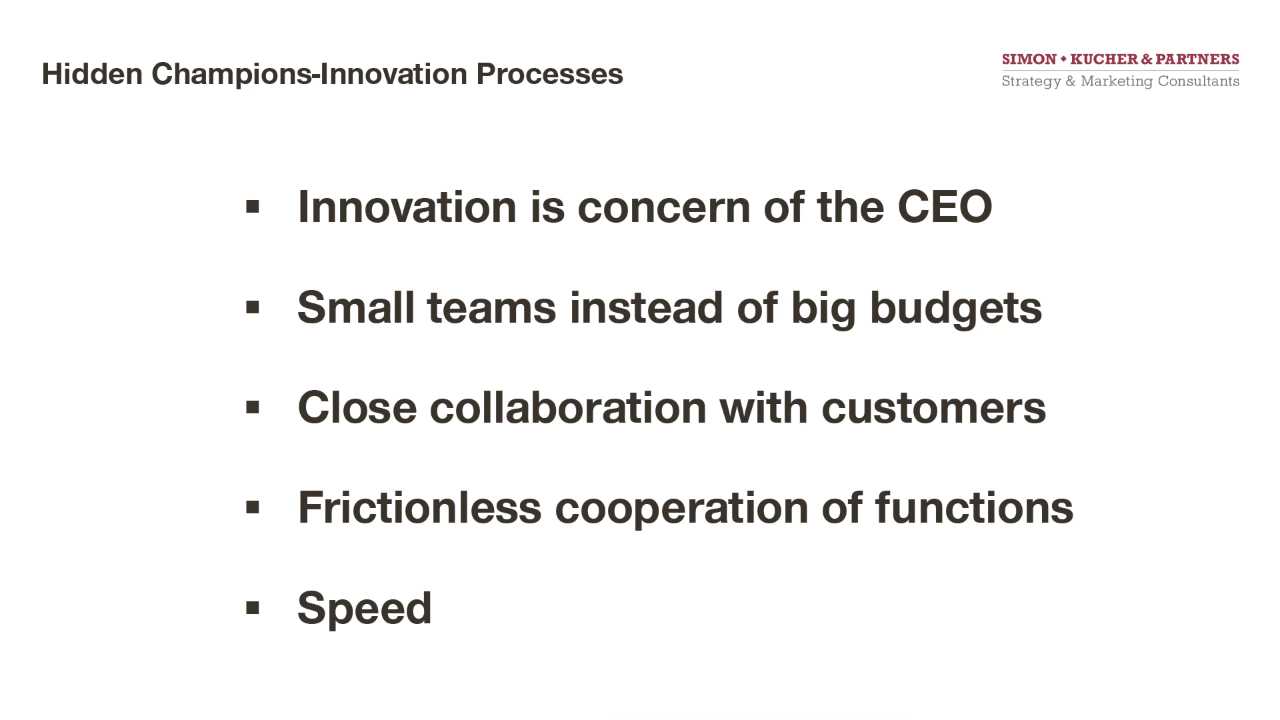 Hidden Champions-Innovation Processes
SIMON • KUCHER & PARTNERS
Strategy & Marketing Consultants
▪ Innovation is concern of the CEO
▪ Small teams instead of big budgets
▪ Close collaboration with customers
▪ Frictionless cooperation of functions
▪ Speed